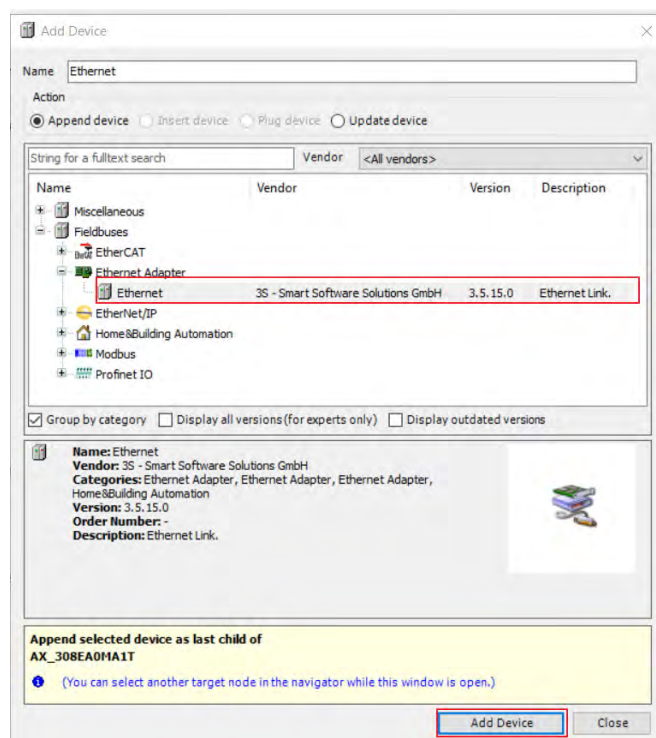 Add Device
Name Ethernet
Action
Append device Insert device Plug device Update device
String for a fulltext search Vendor <All vendors>
Name Vendor Version Description
Miscellaneous
Fieldbuses
EtherCAT
Ethernet Adapter
Ethernet 3S - Smart Software Solutions GmbH 3.5.15.0 Ethernet Link.
EtherNet/IP
Home&Building Automation
Modbus
Profinet IO
Group by category Display all versions (for experts only) Display outdated versions
Name: Ethernet
Vendor: 3S - Smart Software Solutions GmbH
Categories: Ethernet Adapter, Ethernet Adapter, Ethernet Adapter,
Home&Building Automation
Version: 3.5.15.0
Order Number: -
Description: Ethernet Link.
Append selected device as last child of
AX_308EA0MA1T
(You can select another target node in the navigator while this window is open.)
Add Device Close